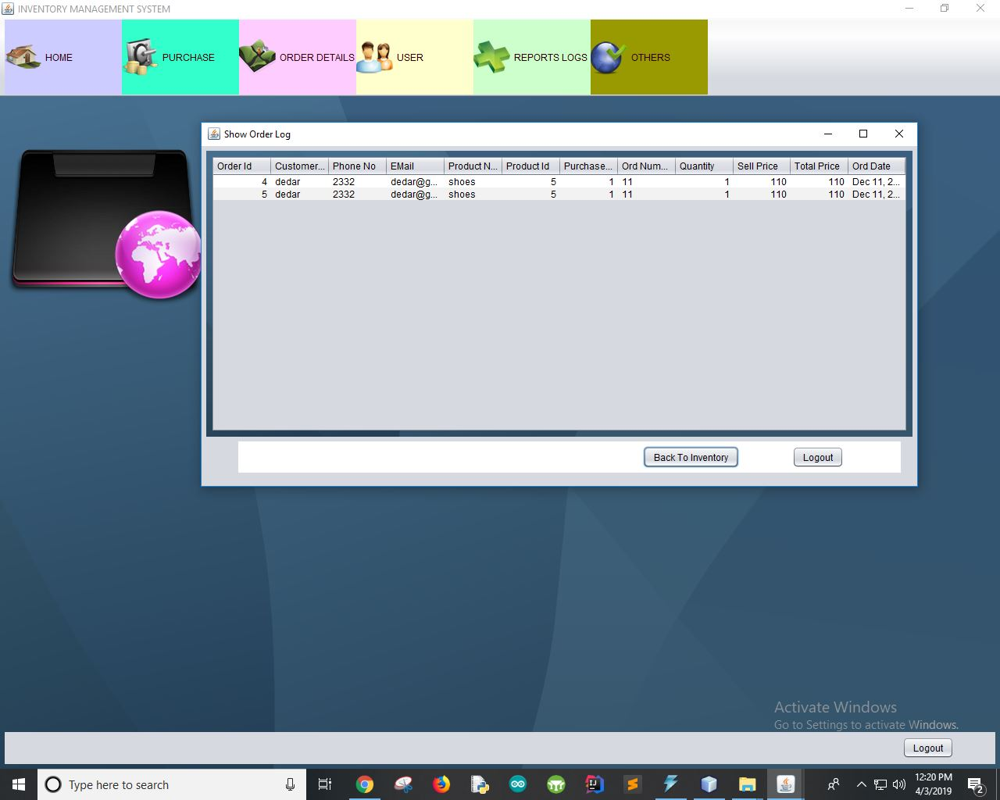 INVENTORY MANAGEMENT SYSTEM
HOME PURCHASE ORDER DETAILS USER REPORTS LOGS OTHERS
Show Order Log
Order Id Customer... Phone No EMail Product N... Product Id Purchase... Ord Num... Quantity Sell Price Total Price Ord Date
4 dedar 2332 dedar@g... shoes 5 1 11 1 110 110 Dec 11, 2...
5 dedar 2332 dedar@g... shoes 5 1 11 1 110 110 Dec 11, 2...
Back To Inventory Logout
Activate Windows
Go to Settings to activate Windows.
Logout
Type here to search
12:20 PM
4/3/2019
2